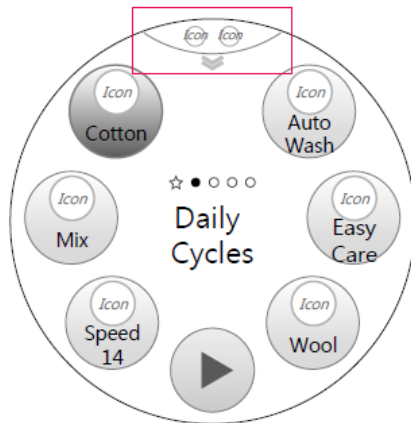 Icon Icon
Icon
Cotton
Icon
Auto
Wash
Icon
Mix
Daily
Cycles
Icon
Easy
Care
Icon
Speed
14
Icon
Wool